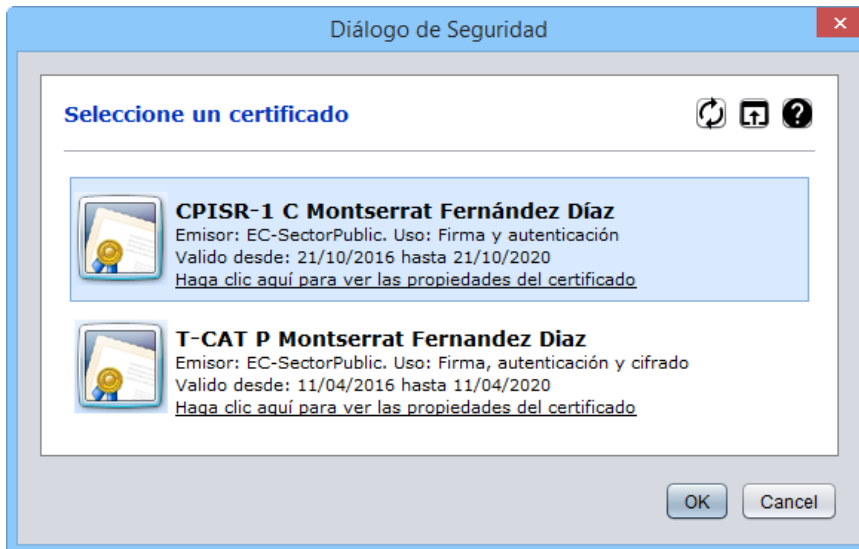 Diálogo de Seguridad
Seleccione un certificado
CPISR-1 C Montserrat Fernández Díaz
Emisor: EC-SectorPublic. Uso: Firma y autenticación
Valido desde: 21/10/2016 hasta 21/10/2020
Haga clic aquí para ver las propiedades del certificado
T-CAT P Montserrat Fernandez Diaz
Emisor: EC-SectorPublic. Uso: Firma, autenticación y cifrado
Valido desde: 11/04/2016 hasta 11/04/2020
Haga clic aquí para ver las propiedades del certificado
OK Cancel